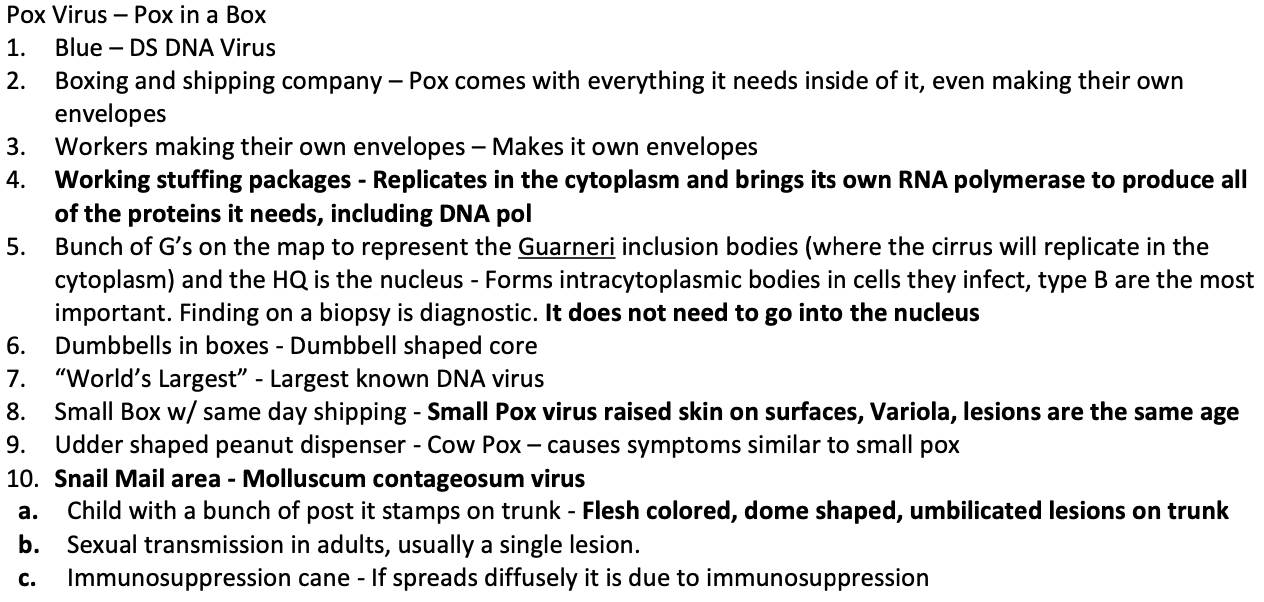 Pox Virus – Pox in a Box
1. Blue – DS DNA Virus
2. Boxing and shipping company – Pox comes with everything it needs inside of it, even making their own
envelopes
3. Workers making their own envelopes – Makes it own envelopes
4. Working stuffing packages - Replicates in the cytoplasm and brings its own RNA polymerase to produce all
of the proteins it needs, including DNA pol
5. Bunch of G’s on the map to represent the Guarneri inclusion bodies (where the cirrus will replicate in the
cytoplasm) and the HQ is the nucleus - Forms intracytoplasmic bodies in cells they infect, type B are the most
important. Finding on a biopsy is diagnostic. It does not need to go into the nucleus
6. Dumbbells in boxes - Dumbbell shaped core
7. “World’s Largest” - Largest known DNA virus
8. Small Box w/ same day shipping - Small Pox virus raised skin on surfaces, Variola, lesions are the same age
9. Udder shaped peanut dispenser - Cow Pox – causes symptoms similar to small pox
10. Snail Mail area - Molluscum contageosum virus
a. Child with a bunch of post it stamps on trunk - Flesh colored, dome shaped, umbilicated lesions on trunk
b. Sexual transmission in adults, usually a single lesion.
c. Immunosuppression cane - If spreads diffusely it is due to immunosuppression